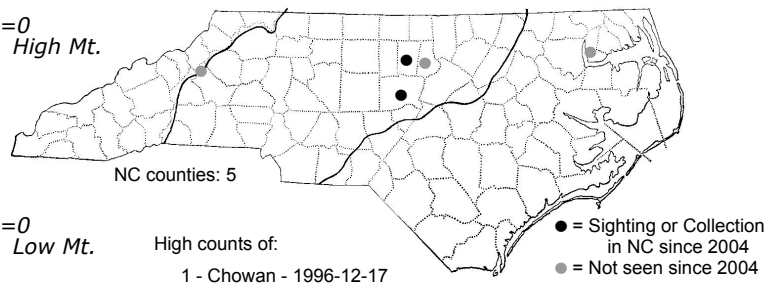 =0
High Mt.
NC counties: 5
=0
Low Mt.
High counts of:
1 - Chowan - 1996-12-17
= Sighting or Collection
in NC since 2004
= Not seen since 2004